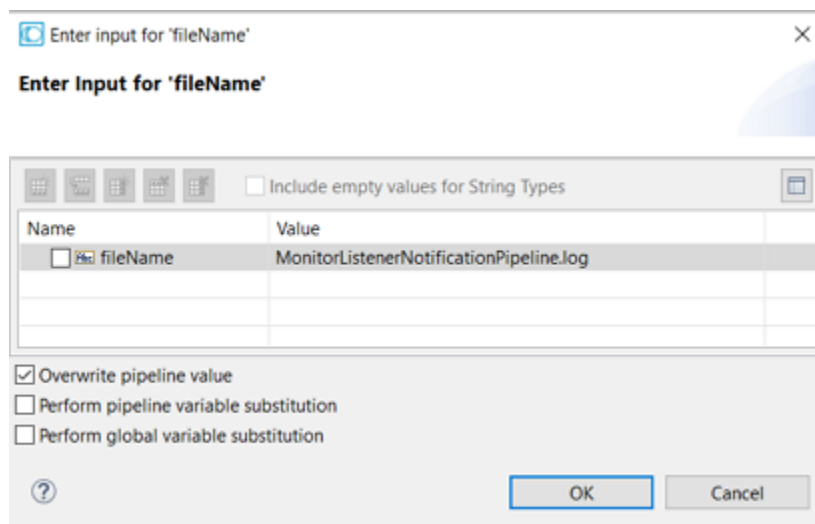 Enter input for 'fileName'
Enter Input for 'fileName'
Include empty values for String Types
Name Value
fileName MonitorListenerNotificationPipeline.log
Overwrite pipeline value
Perform pipeline variable substitution
Perform global variable substitution
OK Cancel